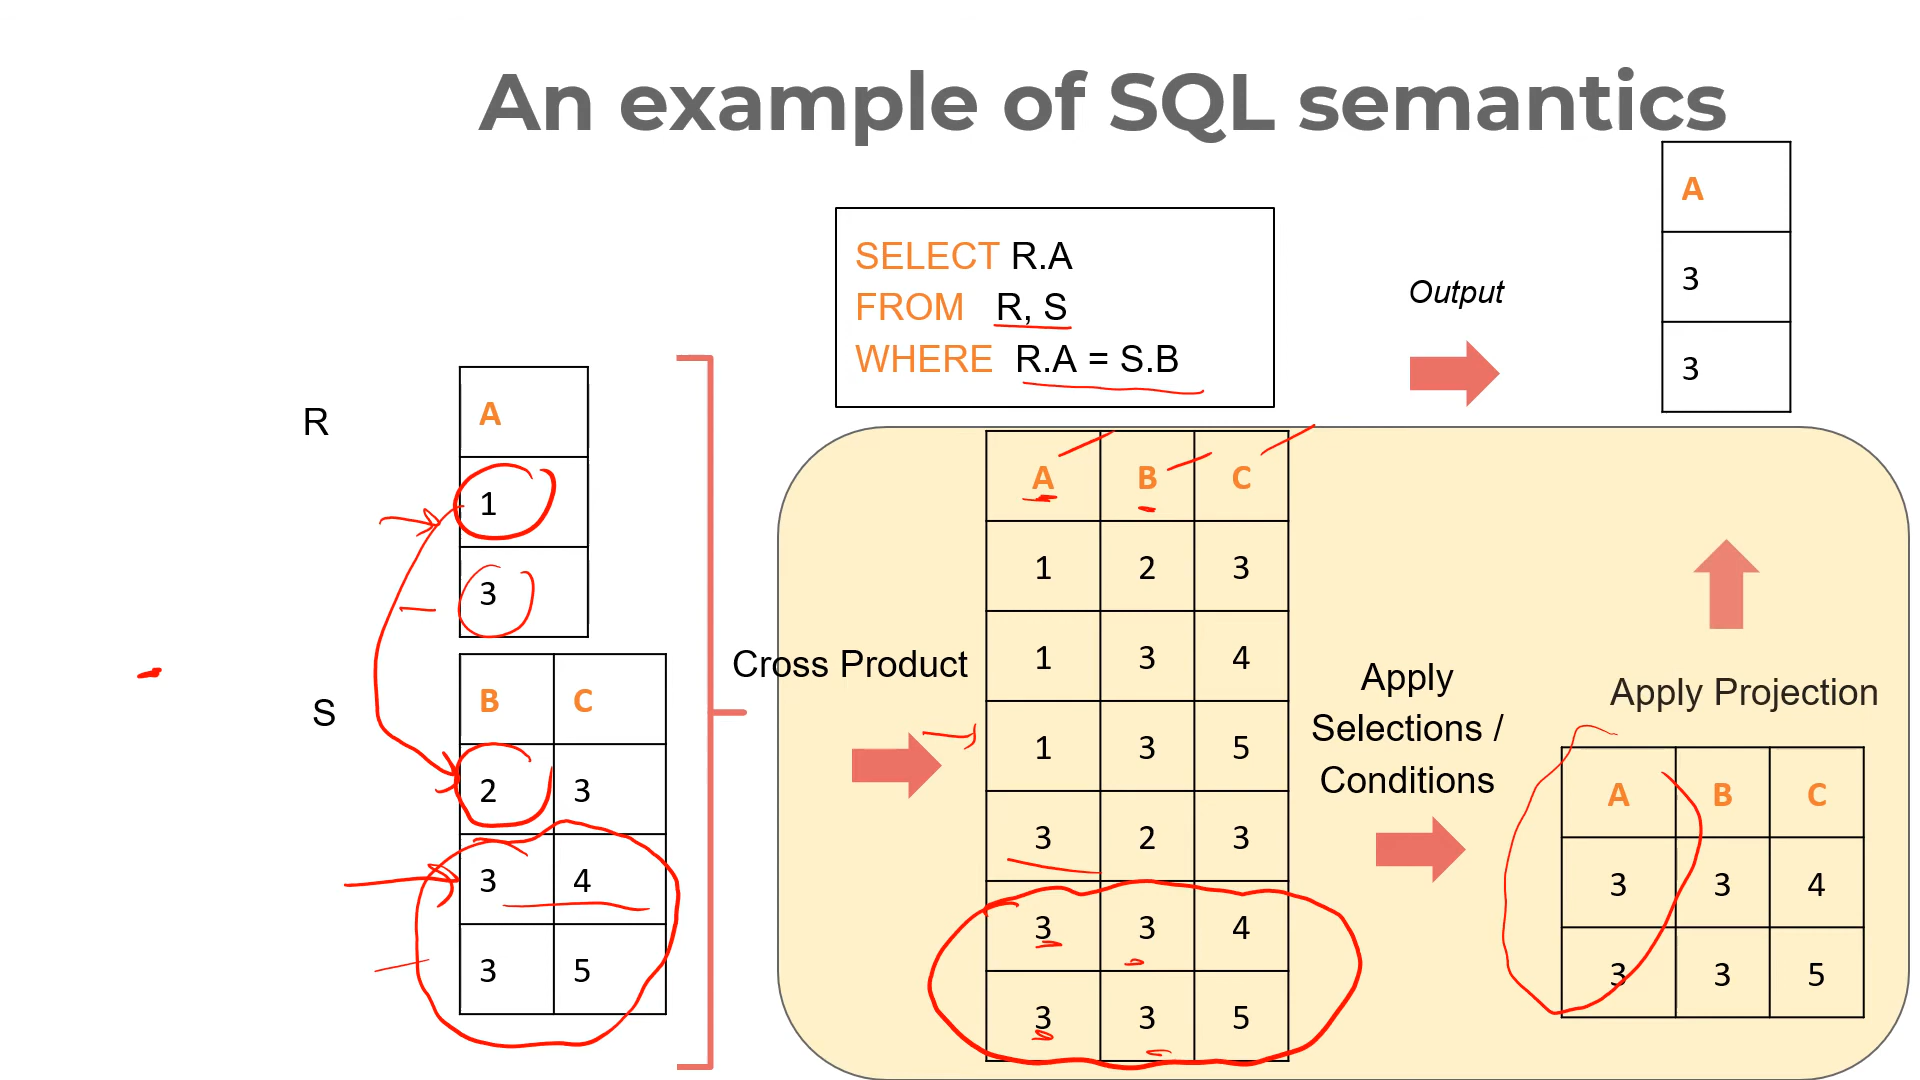 An example of SQL semantics
SELECT R.A
FROM R, S
WHERE R.A = S.B
Output
A
3
3
R
A
1
3
S
B C
2 3
3 4
3 5
Cross Product
A B C
1 2 3
1 3 4
1 3 5
3 2 3
3 3 4
3 3 5
Apply
Selections /
Conditions
Apply Projection
A B C
3 3 4
3 3 5